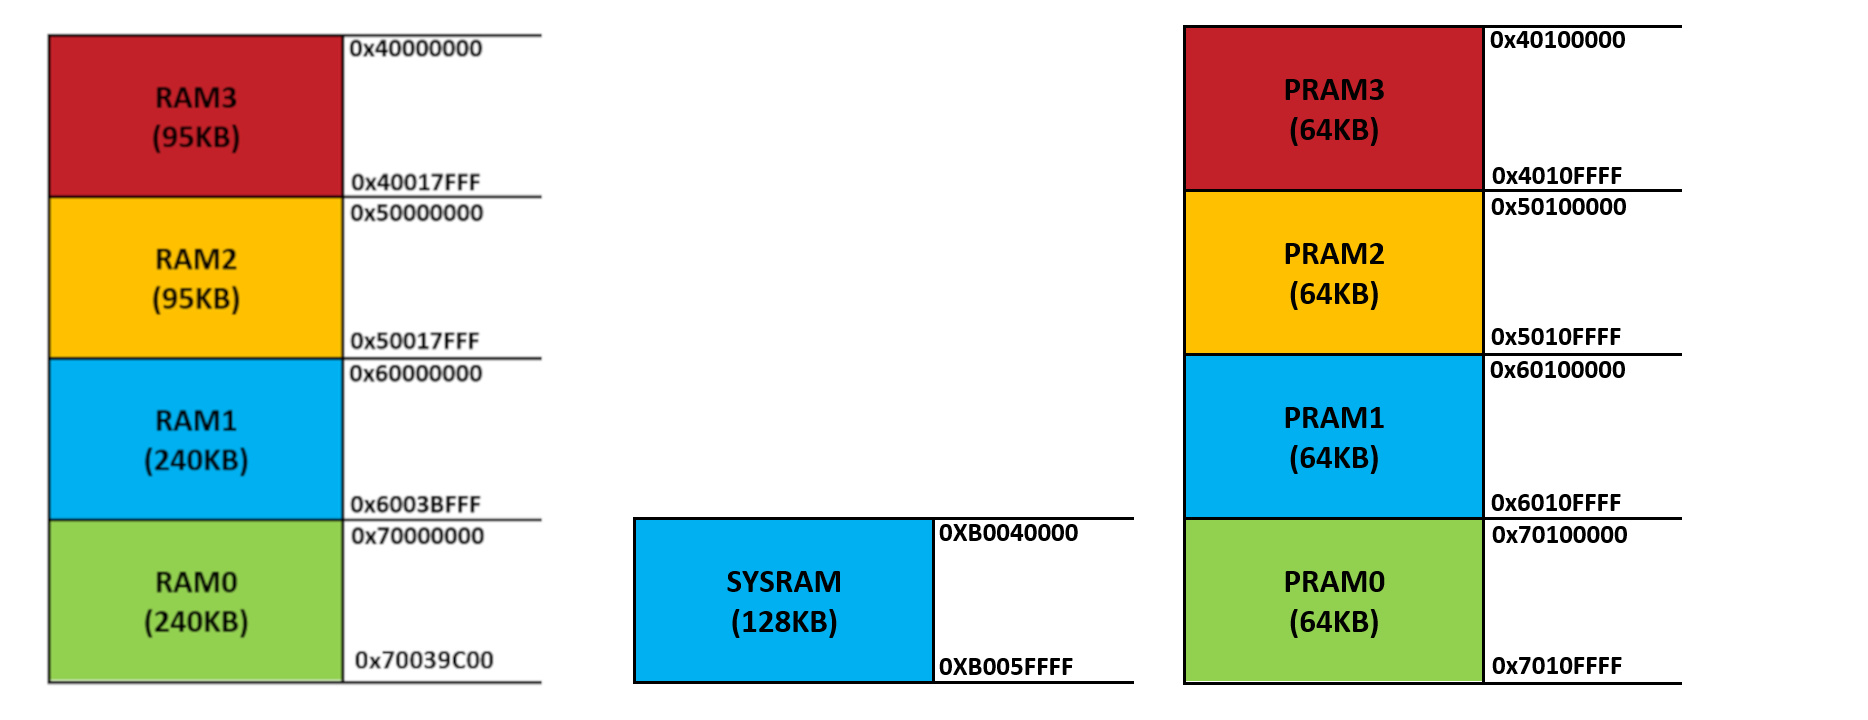 0x40000000
RAM3
(95KB)
0x40017FFF
0x50000000
RAM2
(95KB)
0x50017FFF
0x60000000
RAM1
(240KB)
0x6003BFFF
0x70000000
RAM0
(240KB)
0x70039C00
0XB0040000
SYSRAM
(128KB)
0XB005FFFF
0x40100000
PRAM3
(64KB)
0x4010FFFF
0x50100000
PRAM2
(64KB)
0x5010FFFF
0x60100000
PRAM1
(64KB)
0x6010FFFF
0x70100000
PRAM0
(64KB)
0x7010FFFF